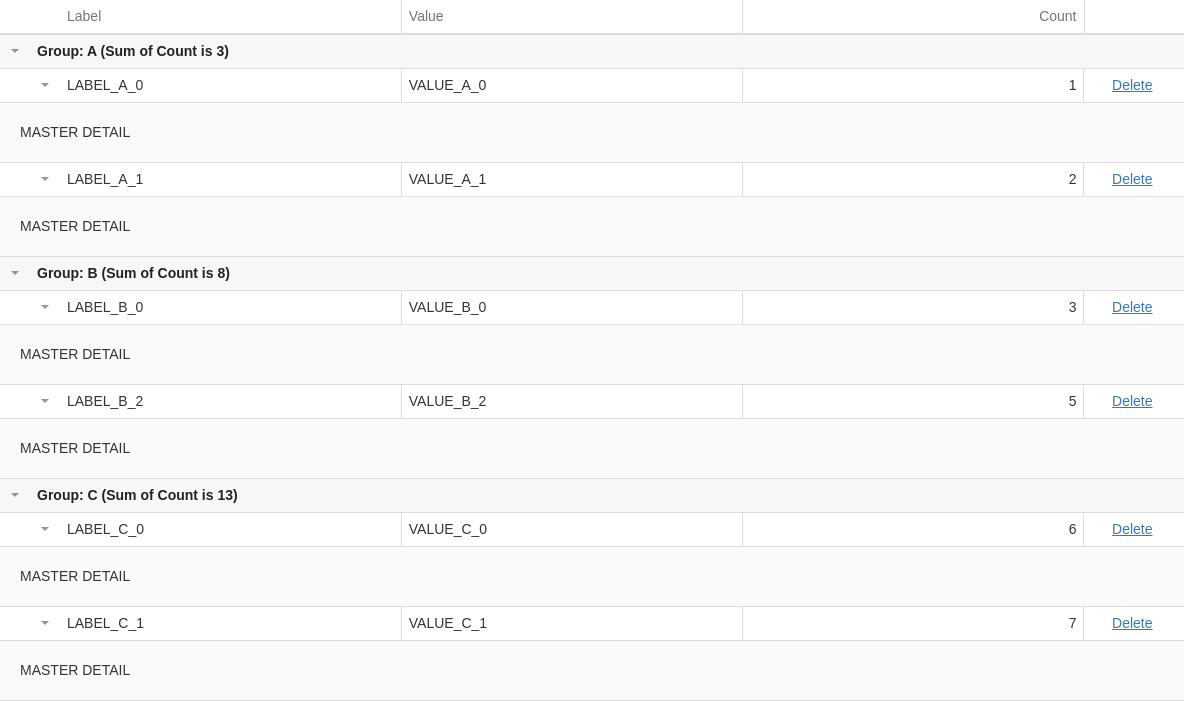 Label Value Count
Group: A (Sum of Count is 3)
LABEL_A_0 VALUE_A_0 1 Delete
MASTER DETAIL
LABEL_A_1 VALUE_A_1 2 Delete
MASTER DETAIL
Group: B (Sum of Count is 8)
LABEL_B_0 VALUE_B_0 3 Delete
MASTER DETAIL
LABEL_B_2 VALUE_B_2 5 Delete
MASTER DETAIL
Group: C (Sum of Count is 13)
LABEL_C_0 VALUE_C_0 6 Delete
MASTER DETAIL
LABEL_C_1 VALUE_C_1 7 Delete
MASTER DETAIL